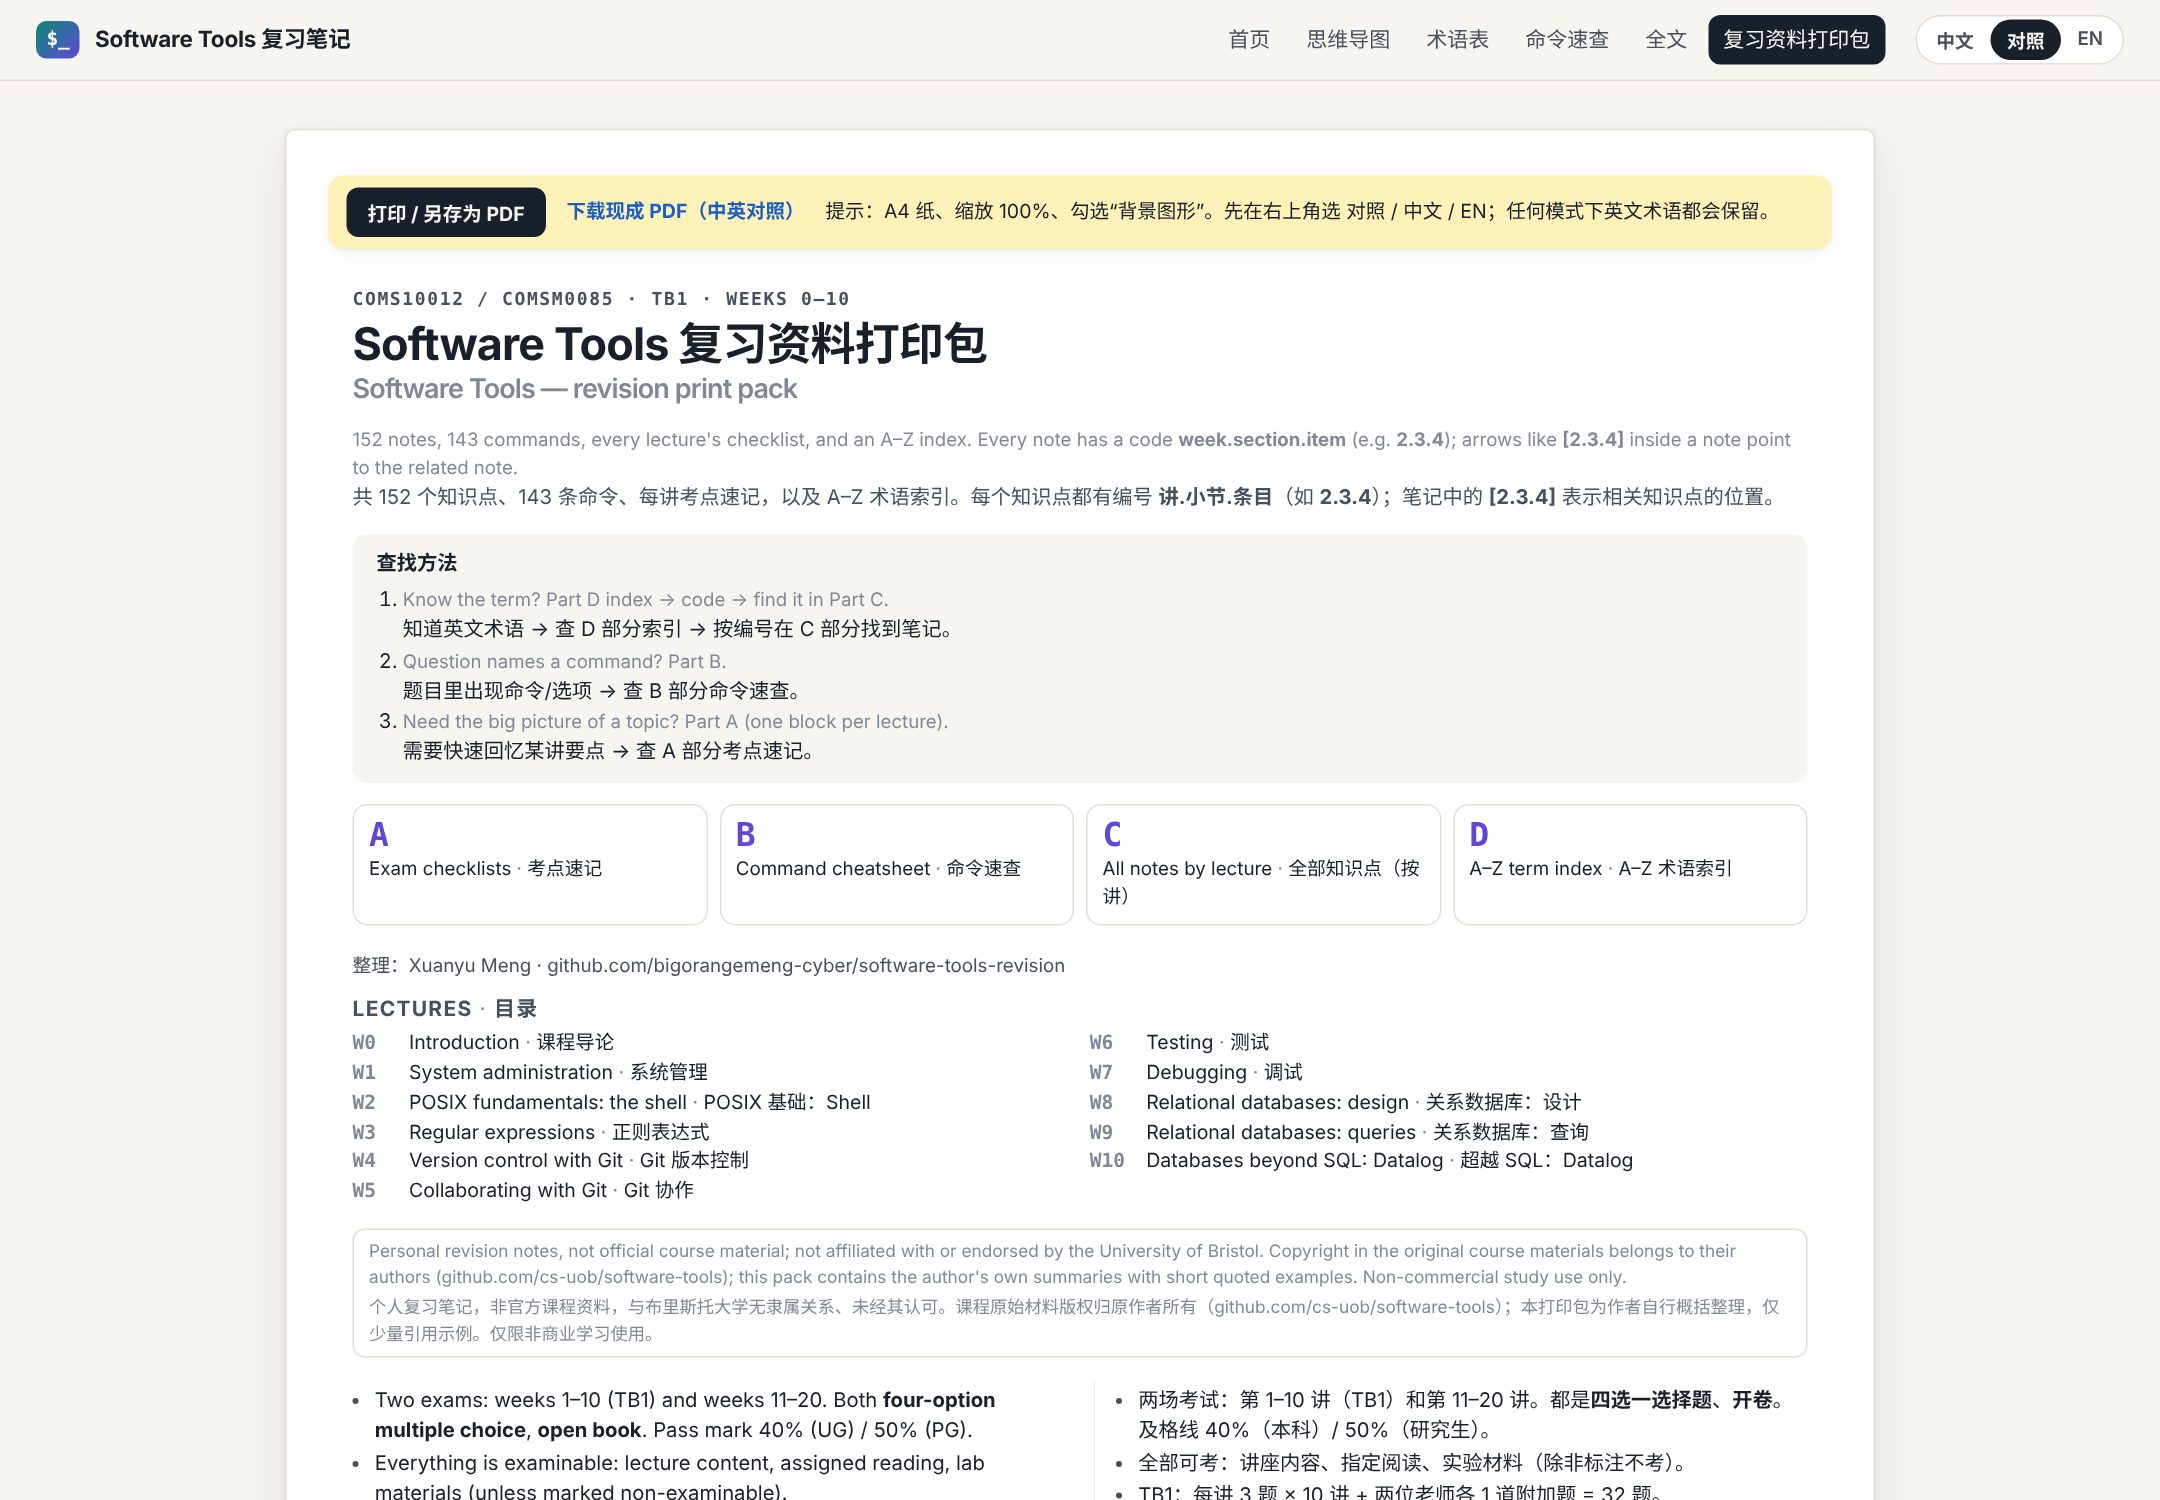 $_ Software Tools 复习笔记 首页 思维导图 术语表 命令速查 全文 复习资料打印包 中文 对照 EN
打印 / 另存为 PDF 下载现成 PDF（中英对照） 提示：A4 纸、缩放 100%、勾选“背景图形”。先在右上角选 对照 / 中文 / EN；任何模式下英文术语都会保留。
COMS10012 / COMSM0085 · TB1 · WEEKS 0–10
Software Tools 复习资料打印包
Software Tools — revision print pack
152 notes, 143 commands, every lecture's checklist, and an A–Z index. Every note has a code week.section.item (e.g. 2.3.4); arrows like [2.3.4] inside a note point
to the related note.
共 152 个知识点、143 条命令、每讲考点速记，以及 A–Z 术语索引。每个知识点都有编号 讲.小节.条目（如 2.3.4）；笔记中的 [2.3.4] 表示相关知识点的位置。
查找方法
1. Know the term? Part D index → code → find it in Part C.
知道英文术语 → 查 D 部分索引 → 按编号在 C 部分找到笔记。
2. Question names a command? Part B.
题目里出现命令/选项 → 查 B 部分命令速查。
3. Need the big picture of a topic? Part A (one block per lecture).
需要快速回忆某讲要点 → 查 A 部分考点速记。
A
Exam checklists · 考点速记
B
Command cheatsheet · 命令速查
C
All notes by lecture · 全部知识点（按
讲）
D
A–Z term index · A–Z 术语索引
整理：Xuanyu Meng · github.com/bigorangemeng-cyber/software-tools-revision
LECTURES · 目录
W0 Introduction · 课程导论
W1 System administration · 系统管理
W2 POSIX fundamentals: the shell · POSIX 基础：Shell
W3 Regular expressions · 正则表达式
W4 Version control with Git · Git 版本控制
W5 Collaborating with Git · Git 协作
W6 Testing · 测试
W7 Debugging · 调试
W8 Relational databases: design · 关系数据库：设计
W9 Relational databases: queries · 关系数据库：查询
W10 Databases beyond SQL: Datalog · 超越 SQL：Datalog
Personal revision notes, not official course material; not affiliated with or endorsed by the University of Bristol. Copyright in the original course materials belongs to their
authors (github.com/cs-uob/software-tools); this pack contains the author's own summaries with short quoted examples. Non-commercial study use only.
个人复习笔记，非官方课程资料，与布里斯托大学无隶属关系、未经其认可。课程原始材料版权归原作者所有（github.com/cs-uob/software-tools）；本打印包为作者自行概括整理，仅
少量引用示例。仅限非商业学习使用。
• Two exams: weeks 1–10 (TB1) and weeks 11–20. Both four-option
multiple choice, open book. Pass mark 40% (UG) / 50% (PG).
• Everything is examinable: lecture content, assigned reading, lab
materials (unless marked non-examinable).
• 两场考试：第 1–10 讲（TB1）和第 11–20 讲。都是四选一选择题、开卷。
及格线 40%（本科）/ 50%（研究生）。
• 全部可考：讲座内容、指定阅读、实验材料（除非标注不考）。
• TB1：每讲 3 题 × 10 讲 + 两位老师各 1 道附加题 = 32 题。